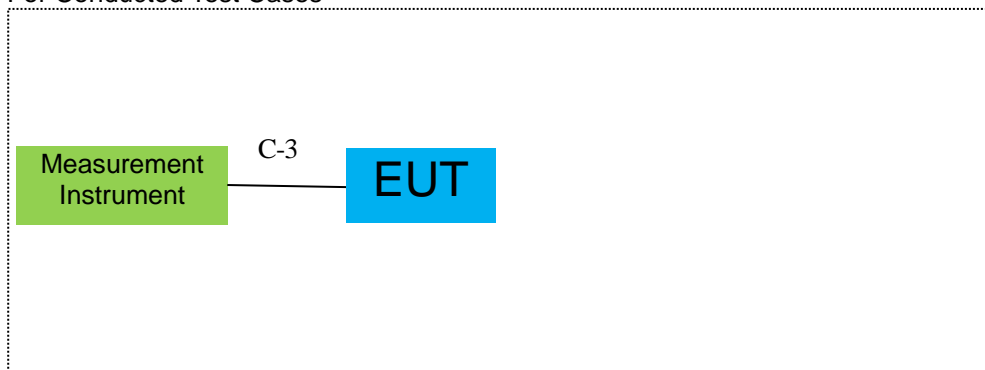 For Conducted Test Cases
C-3
Measurement
Instrument
EUT